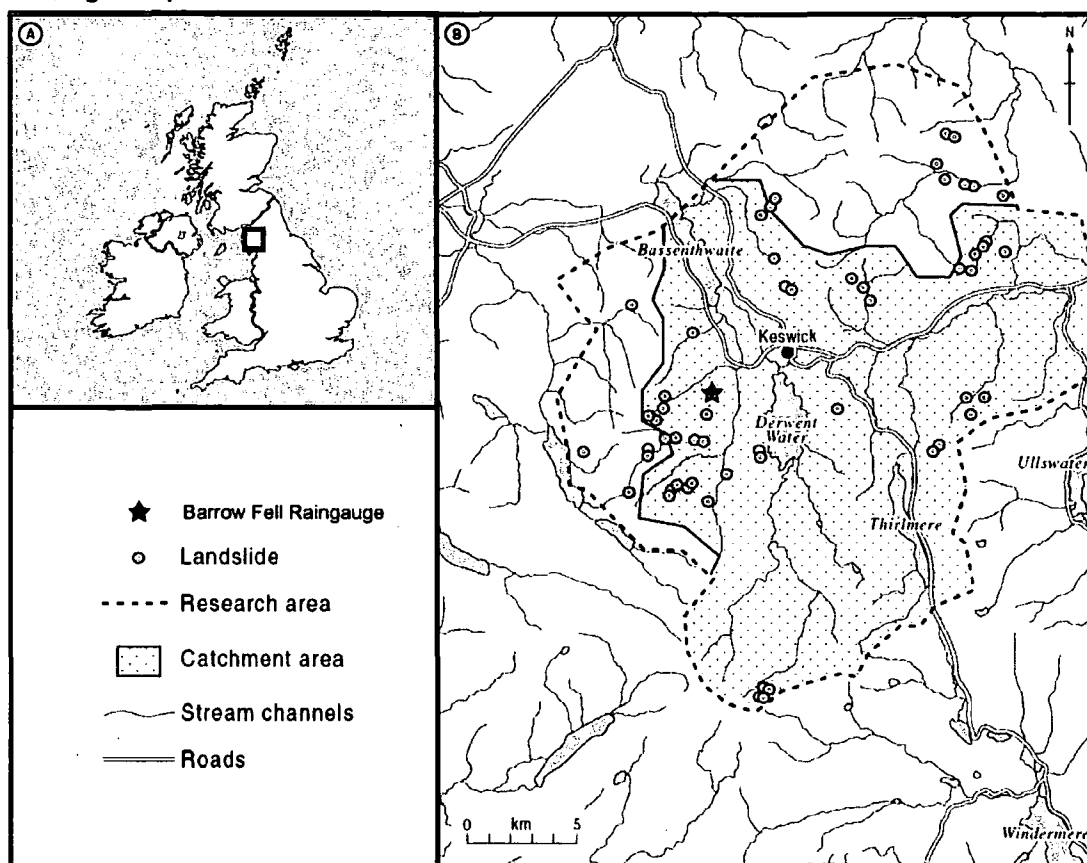 A
B
N
Bassenthwaite
Keswick
Derwent
Water
Ullswater
Thirlmere
Windermere
0 km 5
Barrow Fell Raingauge
Landslide
Research area
Catchment area
Stream channels
Roads